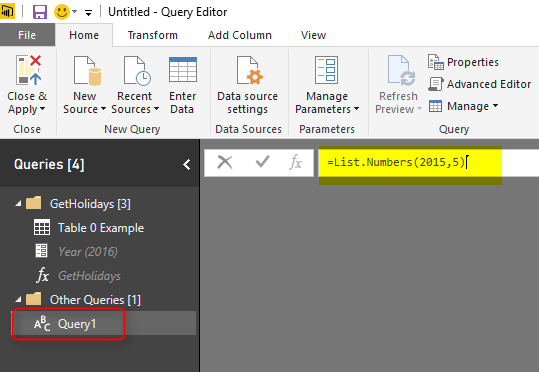 Untitled - Query Editor
File Home Transform Add Column View
Close & Apply
New Source
Recent Sources
Enter Data
Data source settings
Manage Parameters
Refresh Preview
Properties
Advanced Editor
Manage
Close New Query Data Sources Parameters Query
Queries [4]
=List.Numbers(2015,5)
GetHolidays [3]
Table 0 Example
Year (2016)
fx GetHolidays
Other Queries [1]
ABC Query1